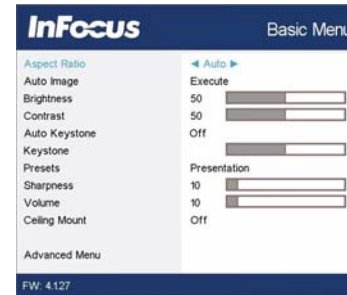 InFocus Basic Menu
Aspect Ratio ◄ Auto ►
Auto Image Execute
Brightness 50
Contrast 50
Auto Keystone Off
Keystone
Presets Presentation
Sharpness 10
Volume 10
Ceiling Mount Off
Advanced Menu
FW: 4.127